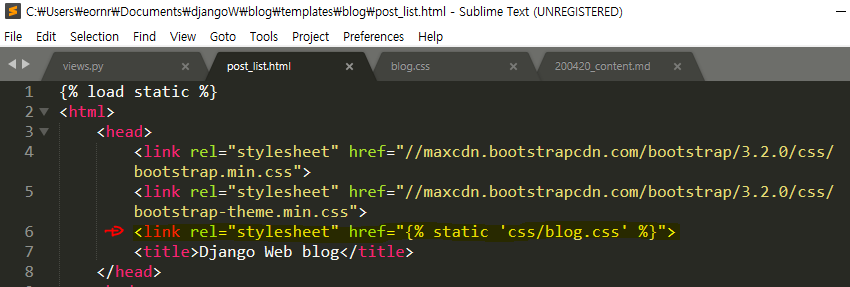 C:₩Users₩eornr₩Documents₩djangoW₩blog₩templates₩blog₩post_list.html - Sublime Text (UNREGISTERED)
File Edit Selection Find View Goto Tools Project Preferences Help
views.py × post_list.html × blog.css × 200420_content.md ×
1 {% load static %}
2 <html>
3 <head>
4 <link rel="stylesheet" href="//maxcdn.bootstrapcdn.com/bootstrap/3.2.0/css/
bootstrap.min.css">
5 <link rel="stylesheet" href="//maxcdn.bootstrapcdn.com/bootstrap/3.2.0/css/
bootstrap-theme.min.css">
6 <link rel="stylesheet" href="{% static 'css/blog.css' %}">
7 <title>Django Web blog</title>
8 </head>